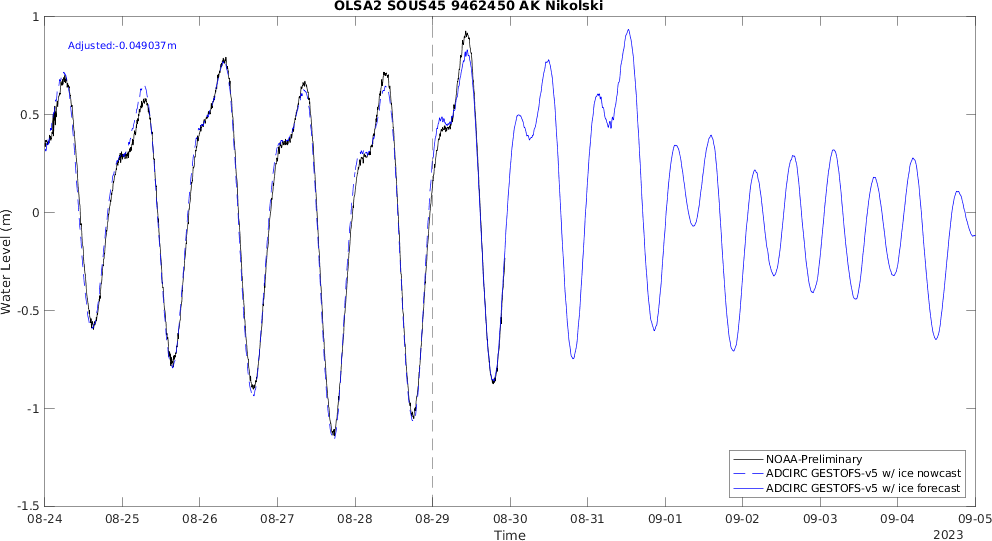 OLSA2 SOUS45 9462450 AK Nikolski
Adjusted:-0.049037m
1
0.5
0
-0.5
-1
-1.5
Water Level (m)
NOAA-Preliminary
ADCIRC GESTOFS-v5 w/ ice nowcast
ADCIRC GESTOFS-v5 w/ ice forecast
08-24 08-25 08-26 08-27 08-28 08-29 08-30 08-31 09-01 09-02 09-03 09-04 09-05
Time
2023